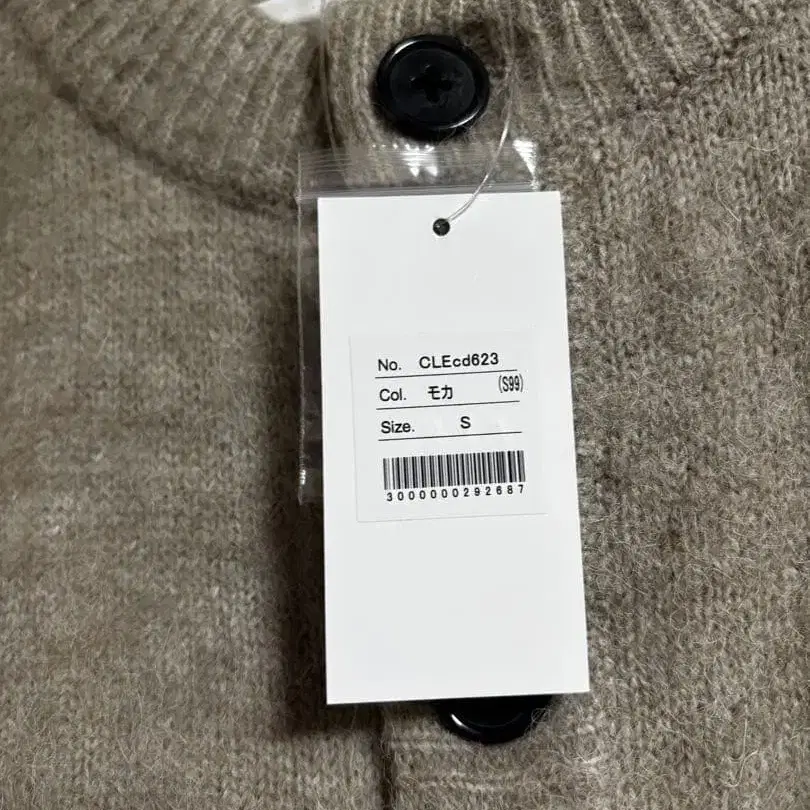 No. CLEcd623
Col. モカ (S99)
Size. S
3000000292687